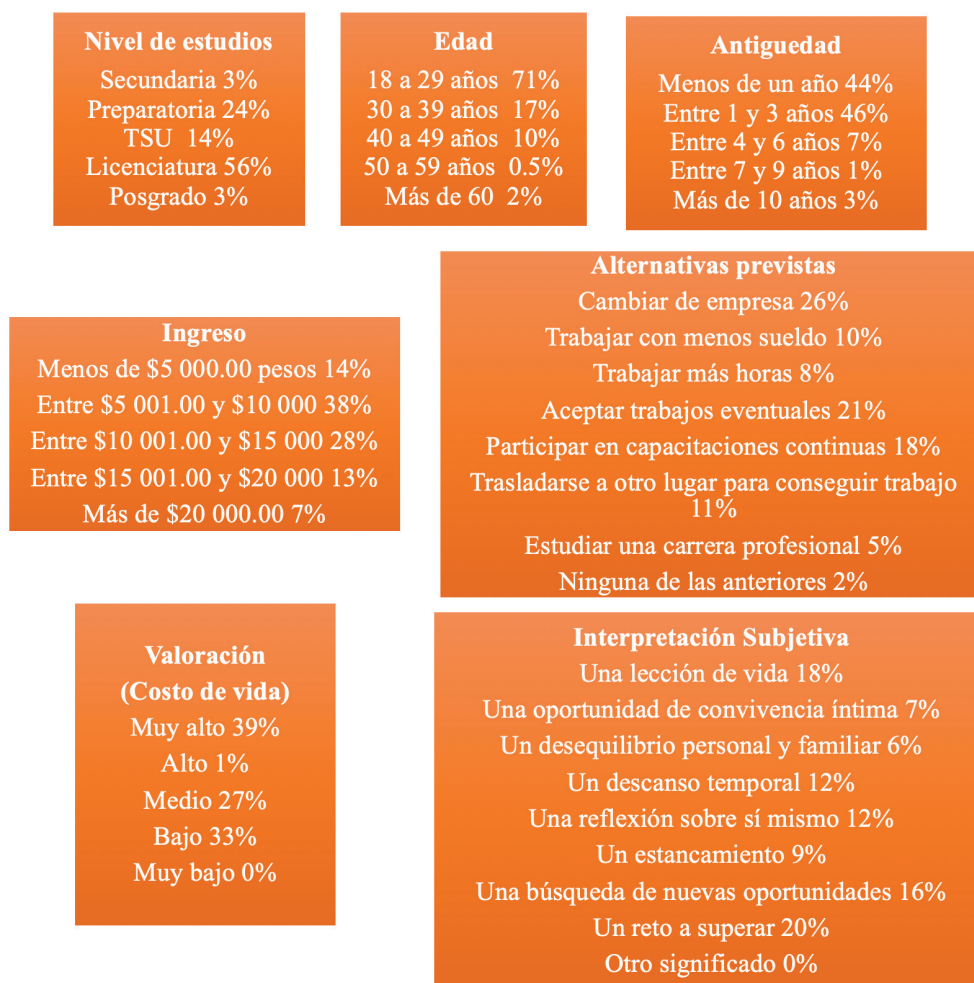 Nivel de estudios
Secundaria 3%
Preparatoria 24%
TSU 14%
Licenciatura 56%
Posgrado 3%
Edad
18 a 29 años 71%
30 a 39 años 17%
40 a 49 años 10%
50 a 59 años 0.5%
Más de 60 2%
Antiguedad
Menos de un año 44%
Entre 1 y 3 años 46%
Entre 4 y 6 años 7%
Entre 7 y 9 años 1%
Más de 10 años 3%
Ingreso
Menos de $5 000.00 pesos 14%
Entre $5 001.00 y $10 000 38%
Entre $10 001.00 y $15 000 28%
Entre $15 001.00 y $20 000 13%
Más de $20 000.00 7%
Alternativas previstas
Cambiar de empresa 26%
Trabajar con menos sueldo 10%
Trabajar más horas 8%
Aceptar trabajos eventuales 21%
Participar en capacitaciones continuas 18%
Trasladarse a otro lugar para conseguir trabajo
11%
Estudiar una carrera profesional 5%
Ninguna de las anteriores 2%
Valoración
(Costo de vida)
Muy alto 39%
Alto 1%
Medio 27%
Bajo 33%
Muy bajo 0%
Interpretación Subjetiva
Una lección de vida 18%
Una oportunidad de convivencia íntima 7%
Un desequilibrio personal y familiar 6%
Un descanso temporal 12%
Una reflexión sobre sí mismo 12%
Un estancamiento 9%
Una búsqueda de nuevas oportunidades 16%
Un reto a superar 20%
Otro significado 0%